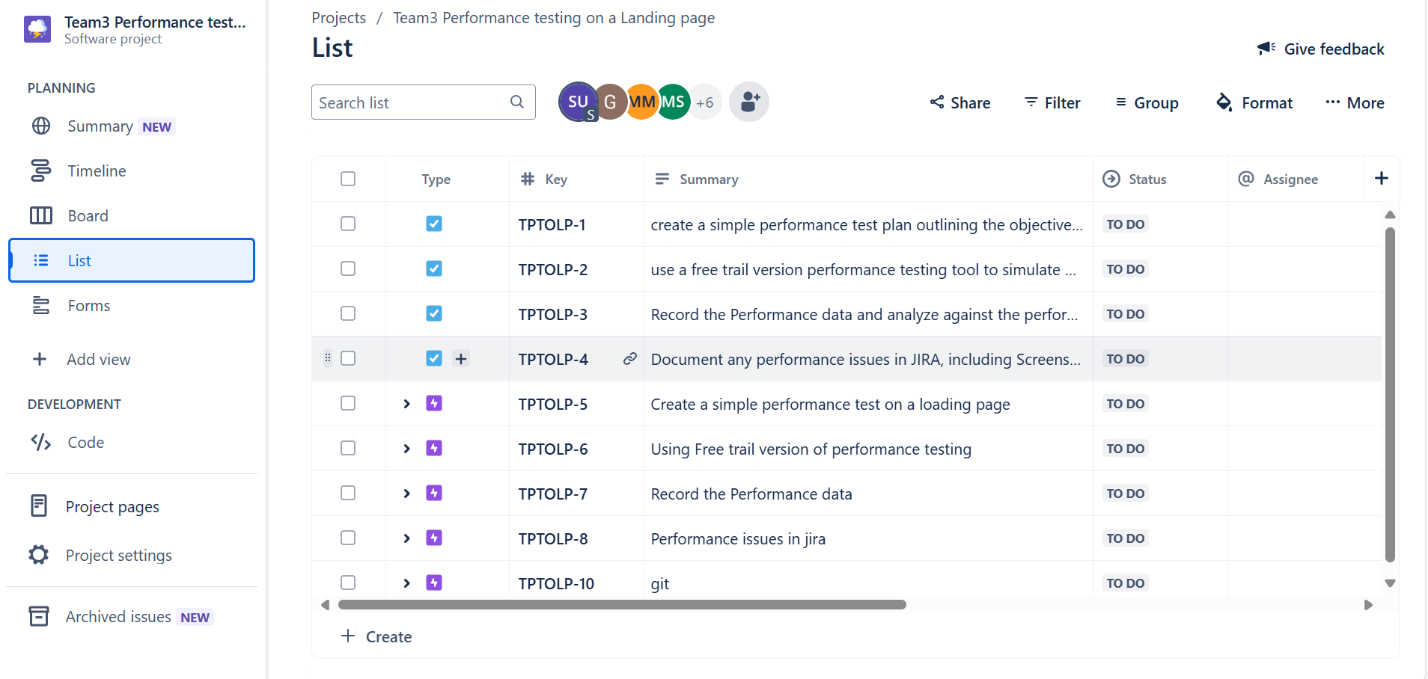 Team3 Performance test...
Software project
PLANNING
Summary NEW
Timeline
Board
List
Forms
Add view
DEVELOPMENT
Code
Project pages
Project settings
Archived issues NEW
Projects / Team3 Performance testing on a Landing page
List
Give feedback
Search list
SU S G MM MS +6
Share Filter Group Format More
Type Key Summary Status Assignee
TPTOLP-1 create a simple performance test plan outlining the objective... TO DO
TPTOLP-2 use a free trail version performance testing tool to simulate ... TO DO
TPTOLP-3 Record the Performance data and analyze against the perfor... TO DO
TPTOLP-4 Document any performance issues in JIRA, including Screens... TO DO
TPTOLP-5 Create a simple performance test on a loading page TO DO
TPTOLP-6 Using Free trail version of performance testing TO DO
TPTOLP-7 Record the Performance data TO DO
TPTOLP-8 Performance issues in jira TO DO
TPTOLP-10 git TO DO
Create